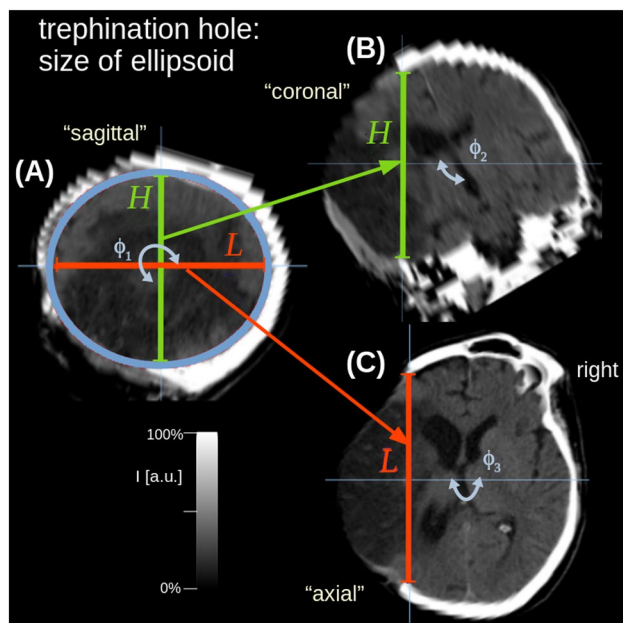 trephination hole:
size of ellipsoid
(B)
"coronal"
"sagittal"
(A)
H
H
ϕ2
ϕ1
L
(C)
right
100%
I [a.u.]
L
ϕ3
0%
"axial"